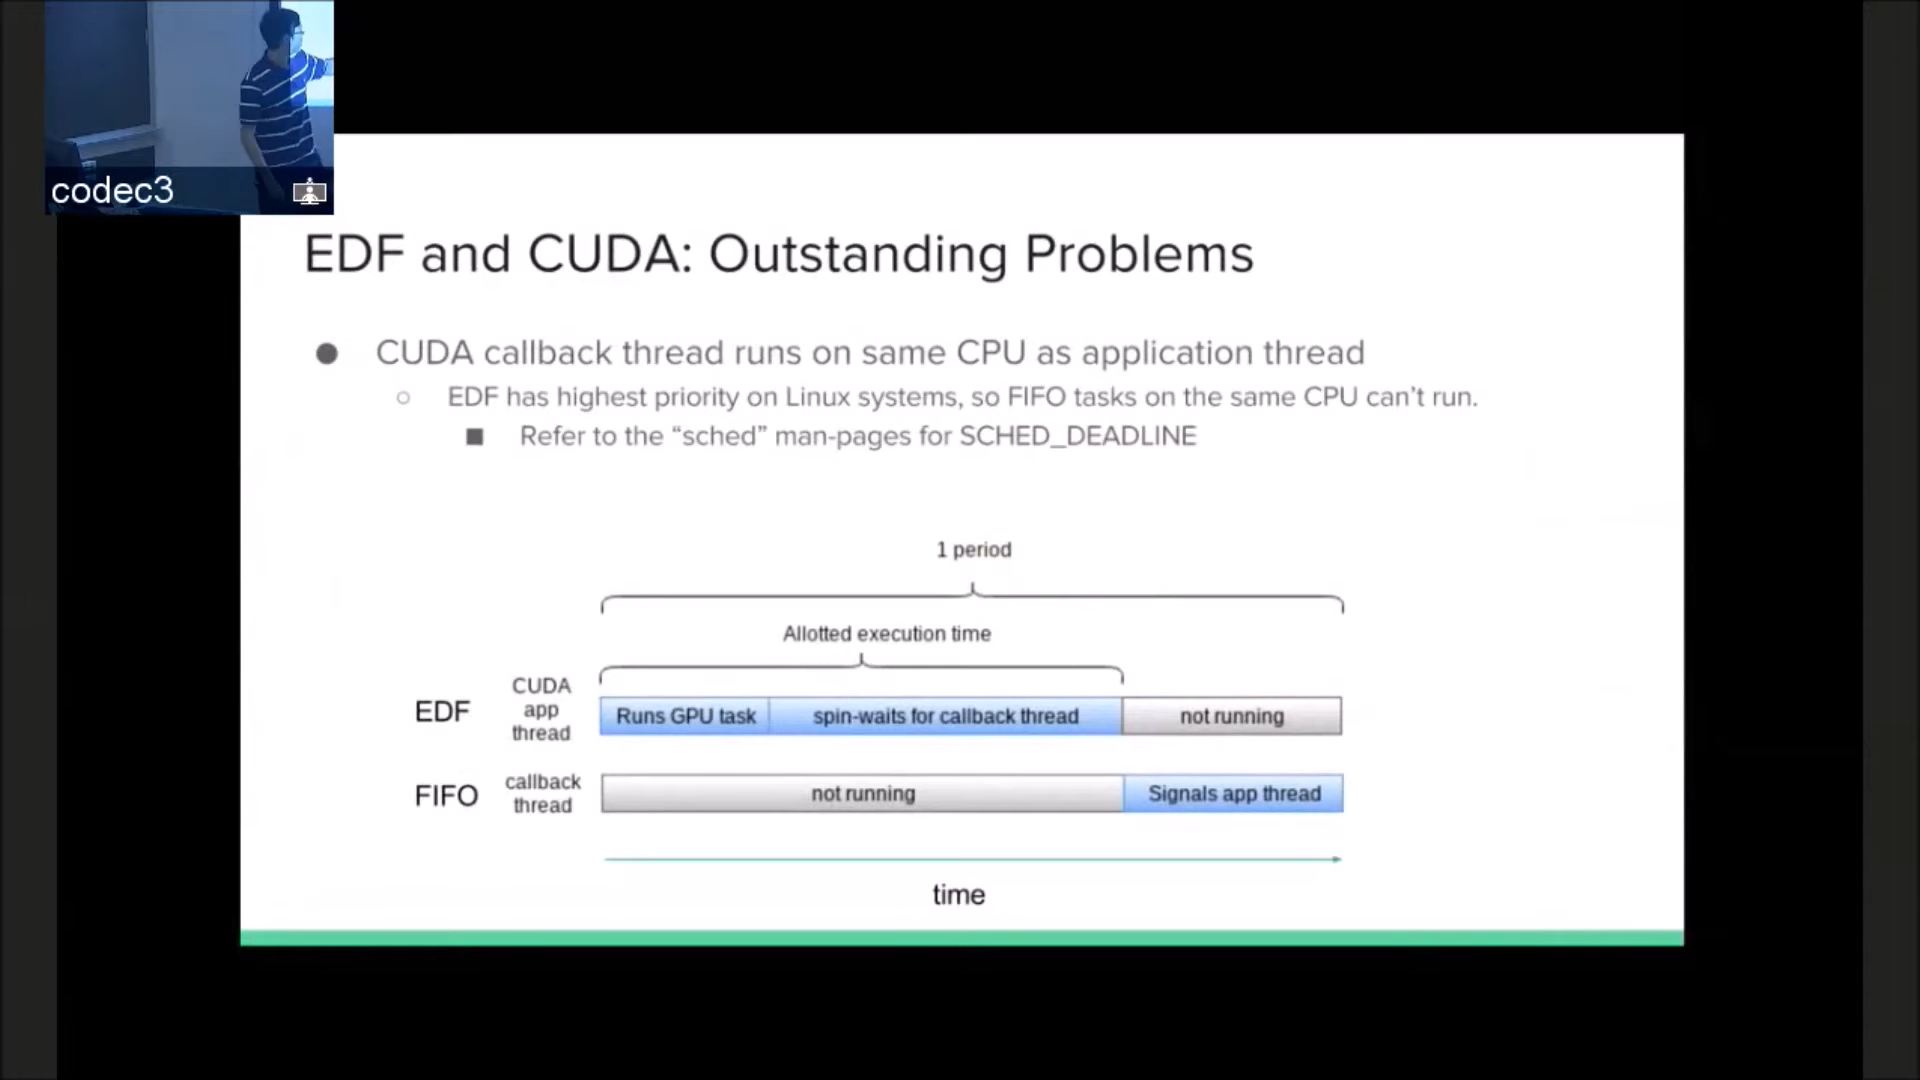 codec3
EDF and CUDA: Outstanding Problems
CUDA callback thread runs on same CPU as application thread
EDF has highest priority on Linux systems, so FIFO tasks on the same CPU can't run.
Refer to the “sched” man-pages for SCHED_DEADLINE
1 period
Allotted execution time
EDF
CUDA
app
thread
Runs GPU task
spin-waits for callback thread
not running
FIFO
callback
thread
not running
Signals app thread
time